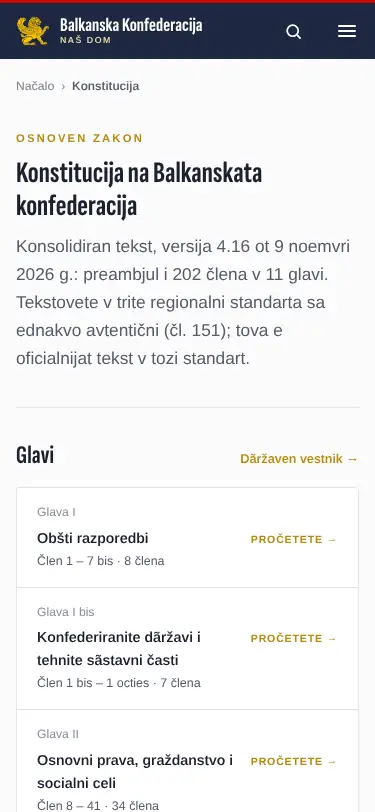 Balkanska Konfederacija
NAŠ DOM
Načalo › Konstitucija
OSNOVEN ZAKON
Konstitucija na Balkanskata
konfederacija
Konsolidiran tekst, versija 4.16 ot 9 noemvri
2026 g.: preambjul i 202 člena v 11 glavi.
Tekstovete v trite regionalni standarta sa
ednakvo avtentični (čl. 151); tova e
oficialnijat tekst v tozi standart.
Glavi
Dãržaven vestnik →
Glava I
Obšti razporedbi
PROČETETE →
Člen 1 – 7 bis · 8 člena
Glava I bis
Konfederiranite dãržavi i
tehnite sãstavni časti
PROČETETE →
Člen 1 bis – 1 octies · 7 člena
Glava II
Osnovni prava, graždanstvo i
socialni celi
PROČETETE →
Člen 8 – 41 · 34 člena